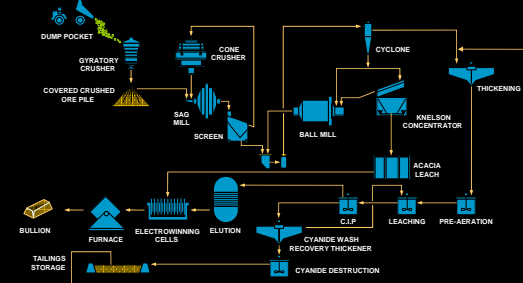 DUMP POCKET
GYRATORY
CRUSHER
CONE
CRUSHER
CYCLONE
COVERED CRUSHED
ORE PILE
SAG
MILL
SCREEN
BALL MILL
KNELSON
CONCENTRATOR
THICKENING
ACACIA
LEACH
BULLION
FURNACE
ELECTROWINNING
CELLS
ELUTION
C.I.P
LEACHING
PRE-AERATION
CYANIDE WASH
RECOVERY THICKENER
TAILINGS
STORAGE
CYANIDE DESTRUCTION